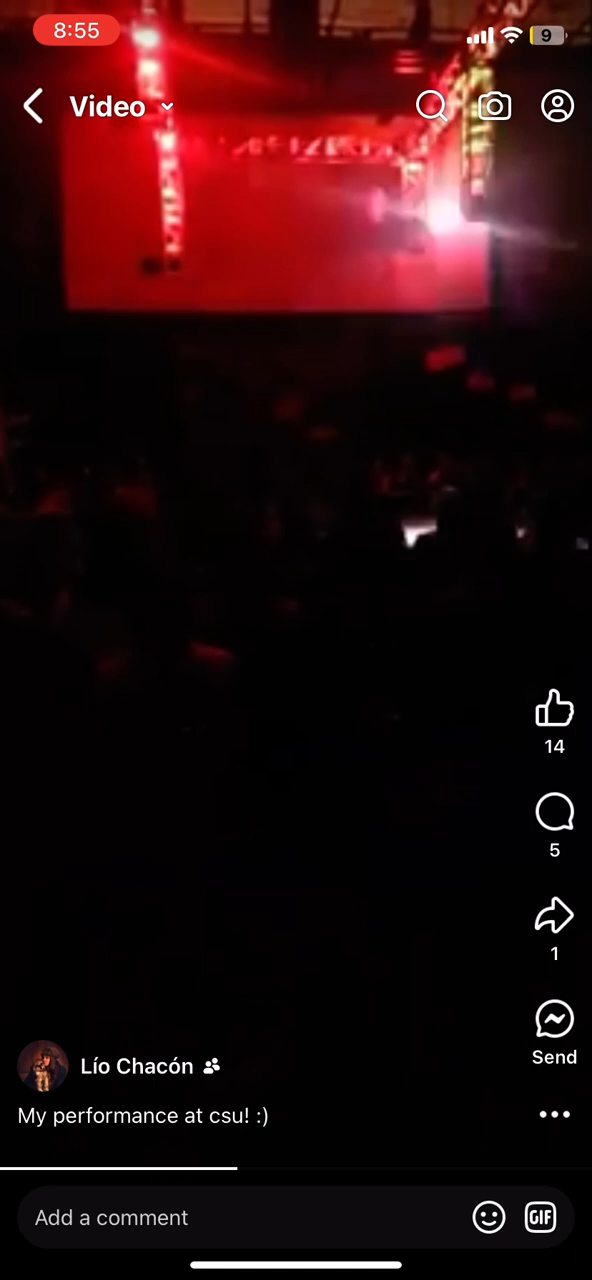 8:55
9
Video
14
5
1
Send
Lío Chacón
My performance at csu! :)
Add a comment
GIF